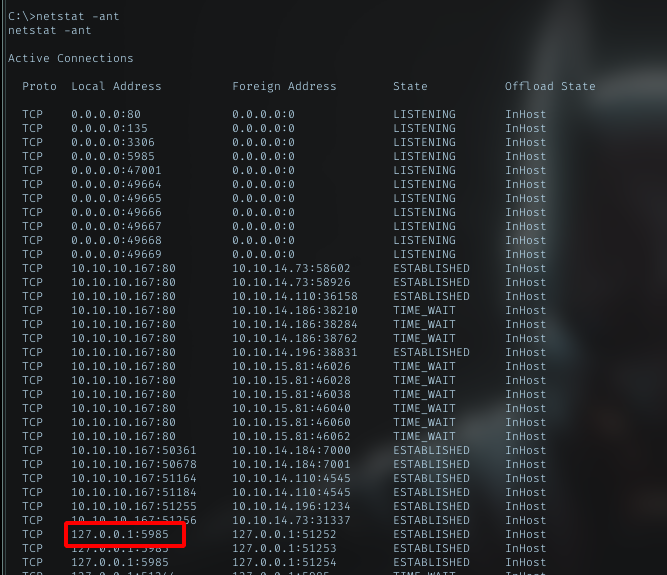 C:\>netstat -ant
netstat -ant
Active Connections
Proto Local Address Foreign Address State Offload State
TCP 0.0.0.0:80 0.0.0.0:0 LISTENING InHost
TCP 0.0.0.0:135 0.0.0.0:0 LISTENING InHost
TCP 0.0.0.0:3306 0.0.0.0:0 LISTENING InHost
TCP 0.0.0.0:5985 0.0.0.0:0 LISTENING InHost
TCP 0.0.0.0:47001 0.0.0.0:0 LISTENING InHost
TCP 0.0.0.0:49664 0.0.0.0:0 LISTENING InHost
TCP 0.0.0.0:49665 0.0.0.0:0 LISTENING InHost
TCP 0.0.0.0:49666 0.0.0.0:0 LISTENING InHost
TCP 0.0.0.0:49667 0.0.0.0:0 LISTENING InHost
TCP 0.0.0.0:49668 0.0.0.0:0 LISTENING InHost
TCP 0.0.0.0:49669 0.0.0.0:0 LISTENING InHost
TCP 10.10.10.167:80 10.10.14.73:58602 ESTABLISHED InHost
TCP 10.10.10.167:80 10.10.14.73:58926 ESTABLISHED InHost
TCP 10.10.10.167:80 10.10.14.110:36158 ESTABLISHED InHost
TCP 10.10.10.167:80 10.10.14.186:38210 TIME_WAIT InHost
TCP 10.10.10.167:80 10.10.14.186:38284 TIME_WAIT InHost
TCP 10.10.10.167:80 10.10.14.186:38762 TIME_WAIT InHost
TCP 10.10.10.167:80 10.10.14.196:38831 ESTABLISHED InHost
TCP 10.10.10.167:80 10.10.15.81:46026 TIME_WAIT InHost
TCP 10.10.10.167:80 10.10.15.81:46028 TIME_WAIT InHost
TCP 10.10.10.167:80 10.10.15.81:46038 TIME_WAIT InHost
TCP 10.10.10.167:80 10.10.15.81:46040 TIME_WAIT InHost
TCP 10.10.10.167:80 10.10.15.81:46060 TIME_WAIT InHost
TCP 10.10.10.167:80 10.10.15.81:46062 TIME_WAIT InHost
TCP 10.10.10.167:50361 10.10.14.184:7000 ESTABLISHED InHost
TCP 10.10.10.167:50678 10.10.14.184:7001 ESTABLISHED InHost
TCP 10.10.10.167:51164 10.10.14.110:4545 ESTABLISHED InHost
TCP 10.10.10.167:51184 10.10.14.110:4545 ESTABLISHED InHost
TCP 10.10.10.167:51255 10.10.14.196:1234 ESTABLISHED InHost
TCP 10.10.10.167:51256 10.10.14.73:31337 ESTABLISHED InHost
TCP 127.0.0.1:5985 127.0.0.1:51252 ESTABLISHED InHost
TCP 127.0.0.1:5985 127.0.0.1:51253 ESTABLISHED InHost
TCP 127.0.0.1:5985 127.0.0.1:51254 ESTABLISHED InHost
TCP TIME_WAIT InHost